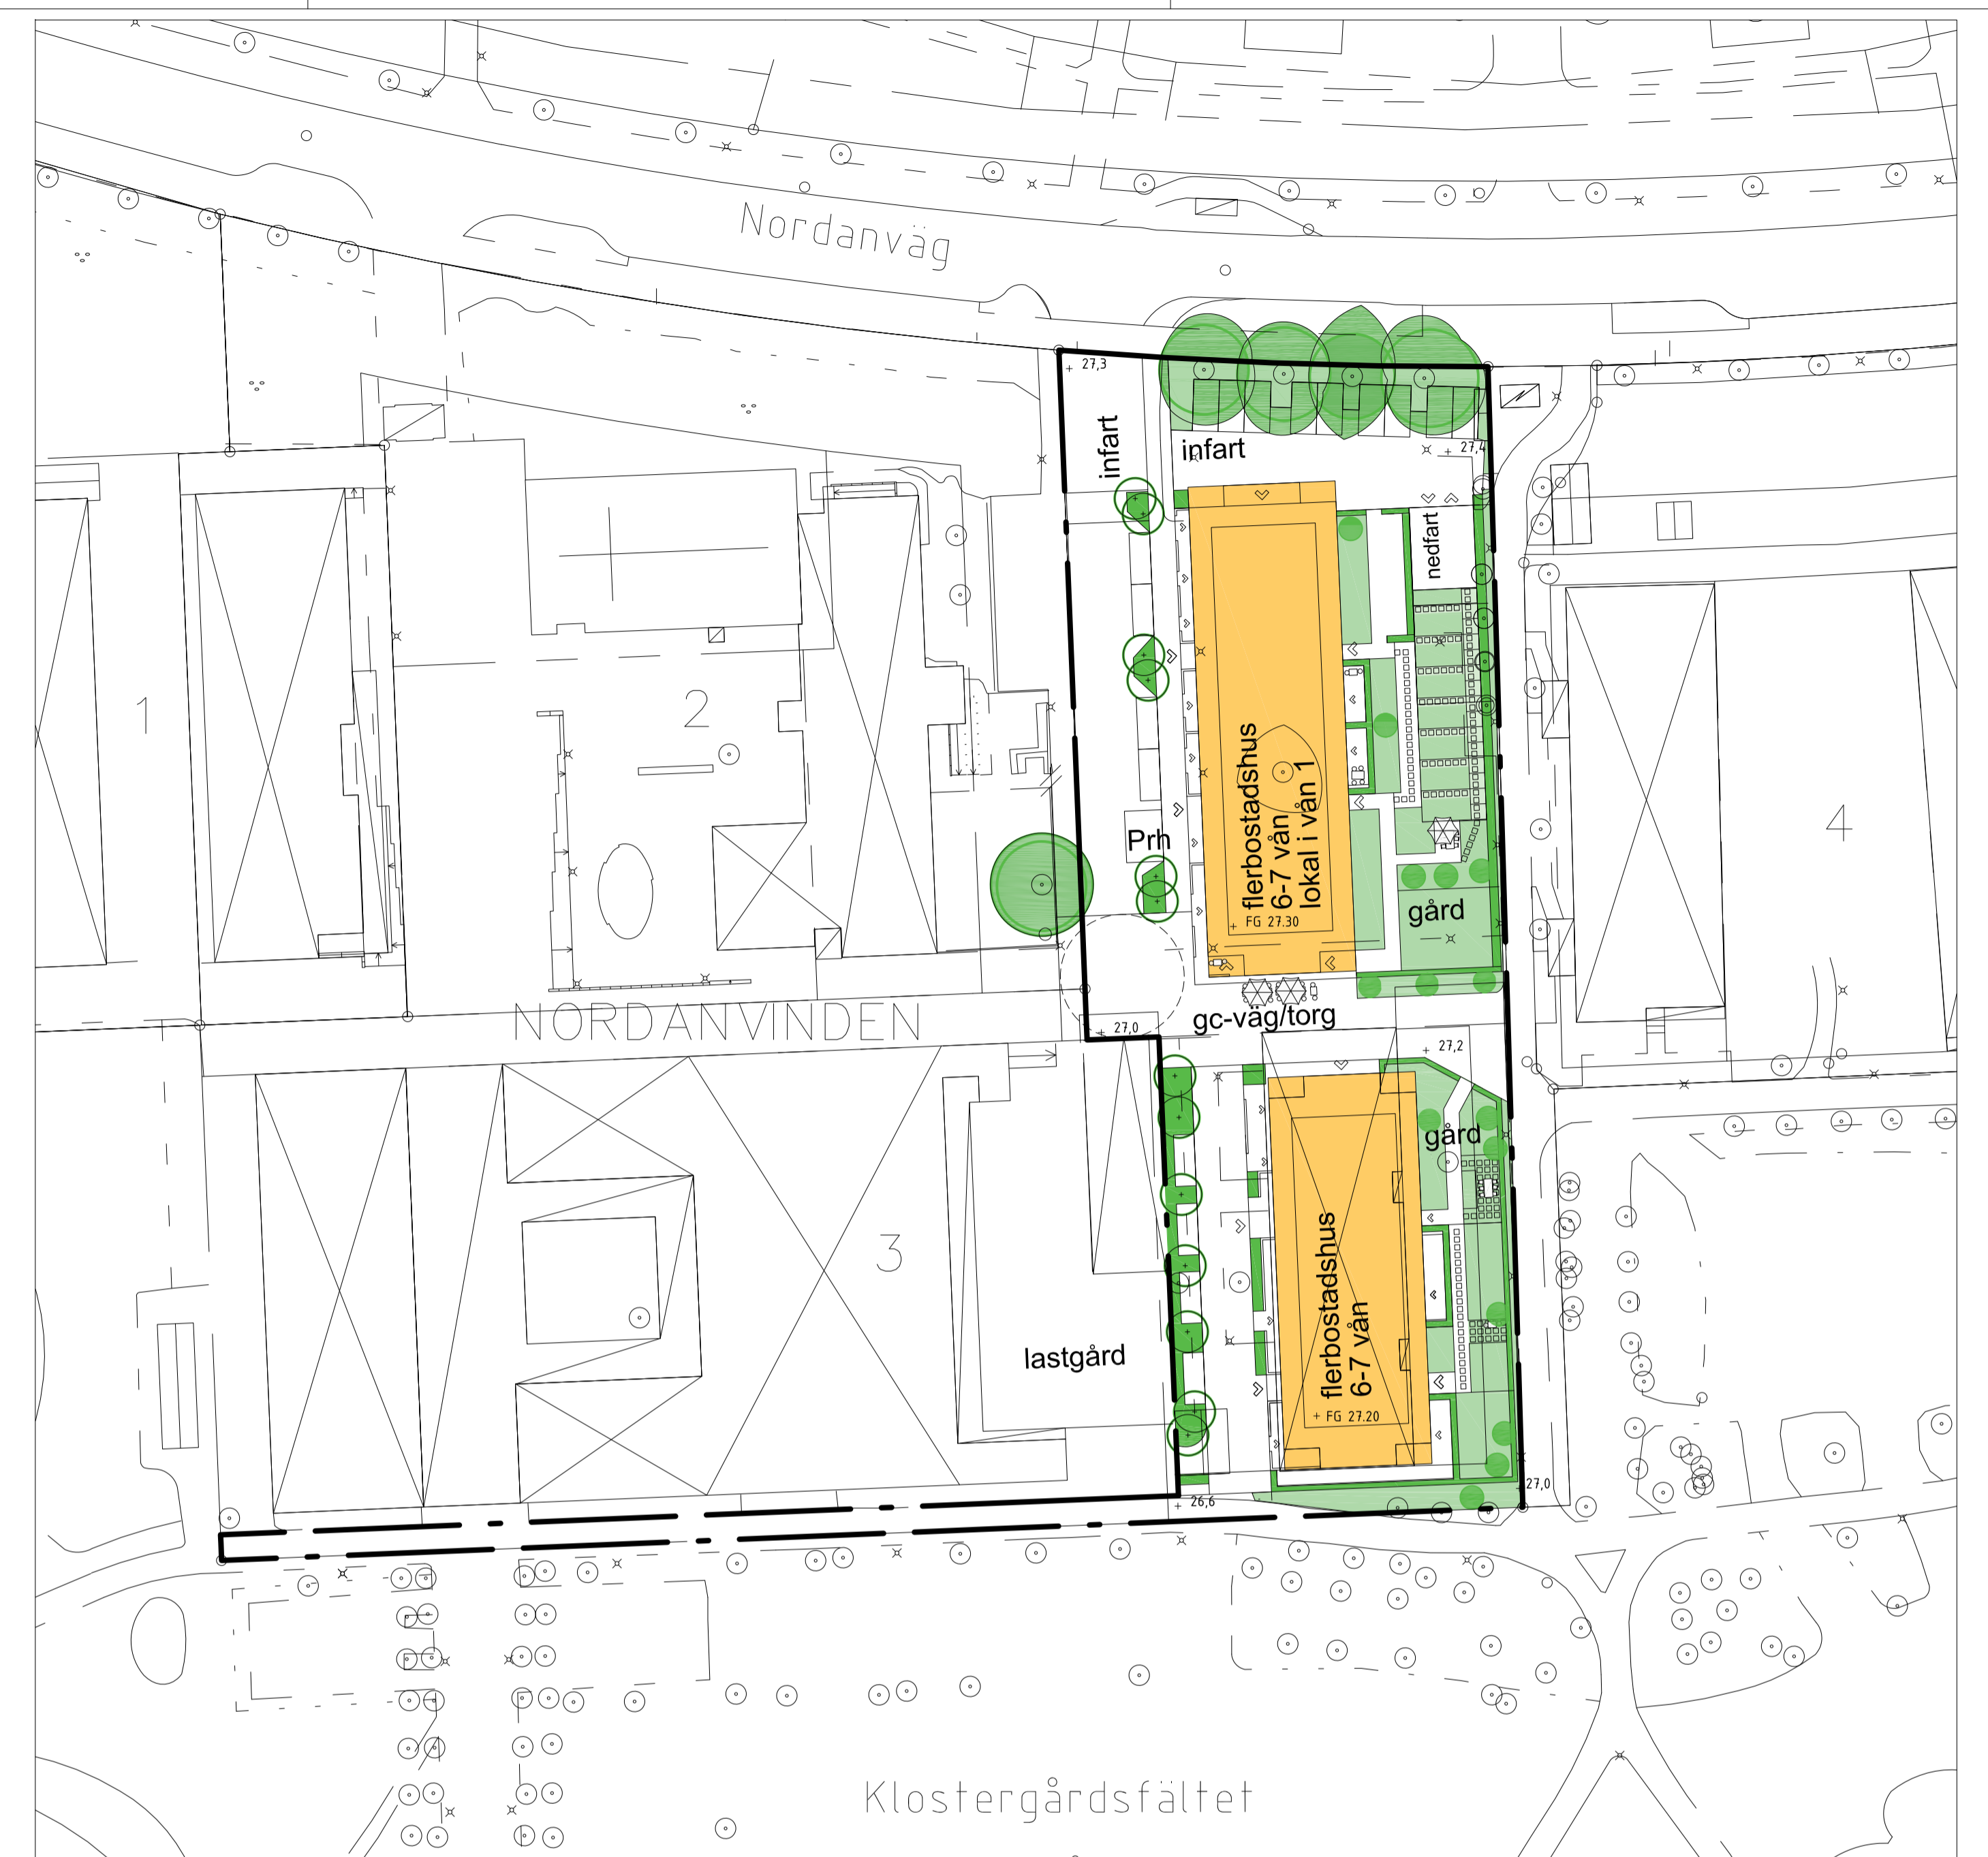 Nordanväg
27,3
infart
infart
27,4
nedfart
1
2
flerbostadshus
6-7 vån
lokal i vån 1
4
Prh
gård
FG 27.30
NORDANVINDEN
gc-väg/torg
27,0
27,2
gård
3
flerbostadshus
6-7 vån
lastgård
FG 27.20
27,0
26,6
Klostergårdsfältet